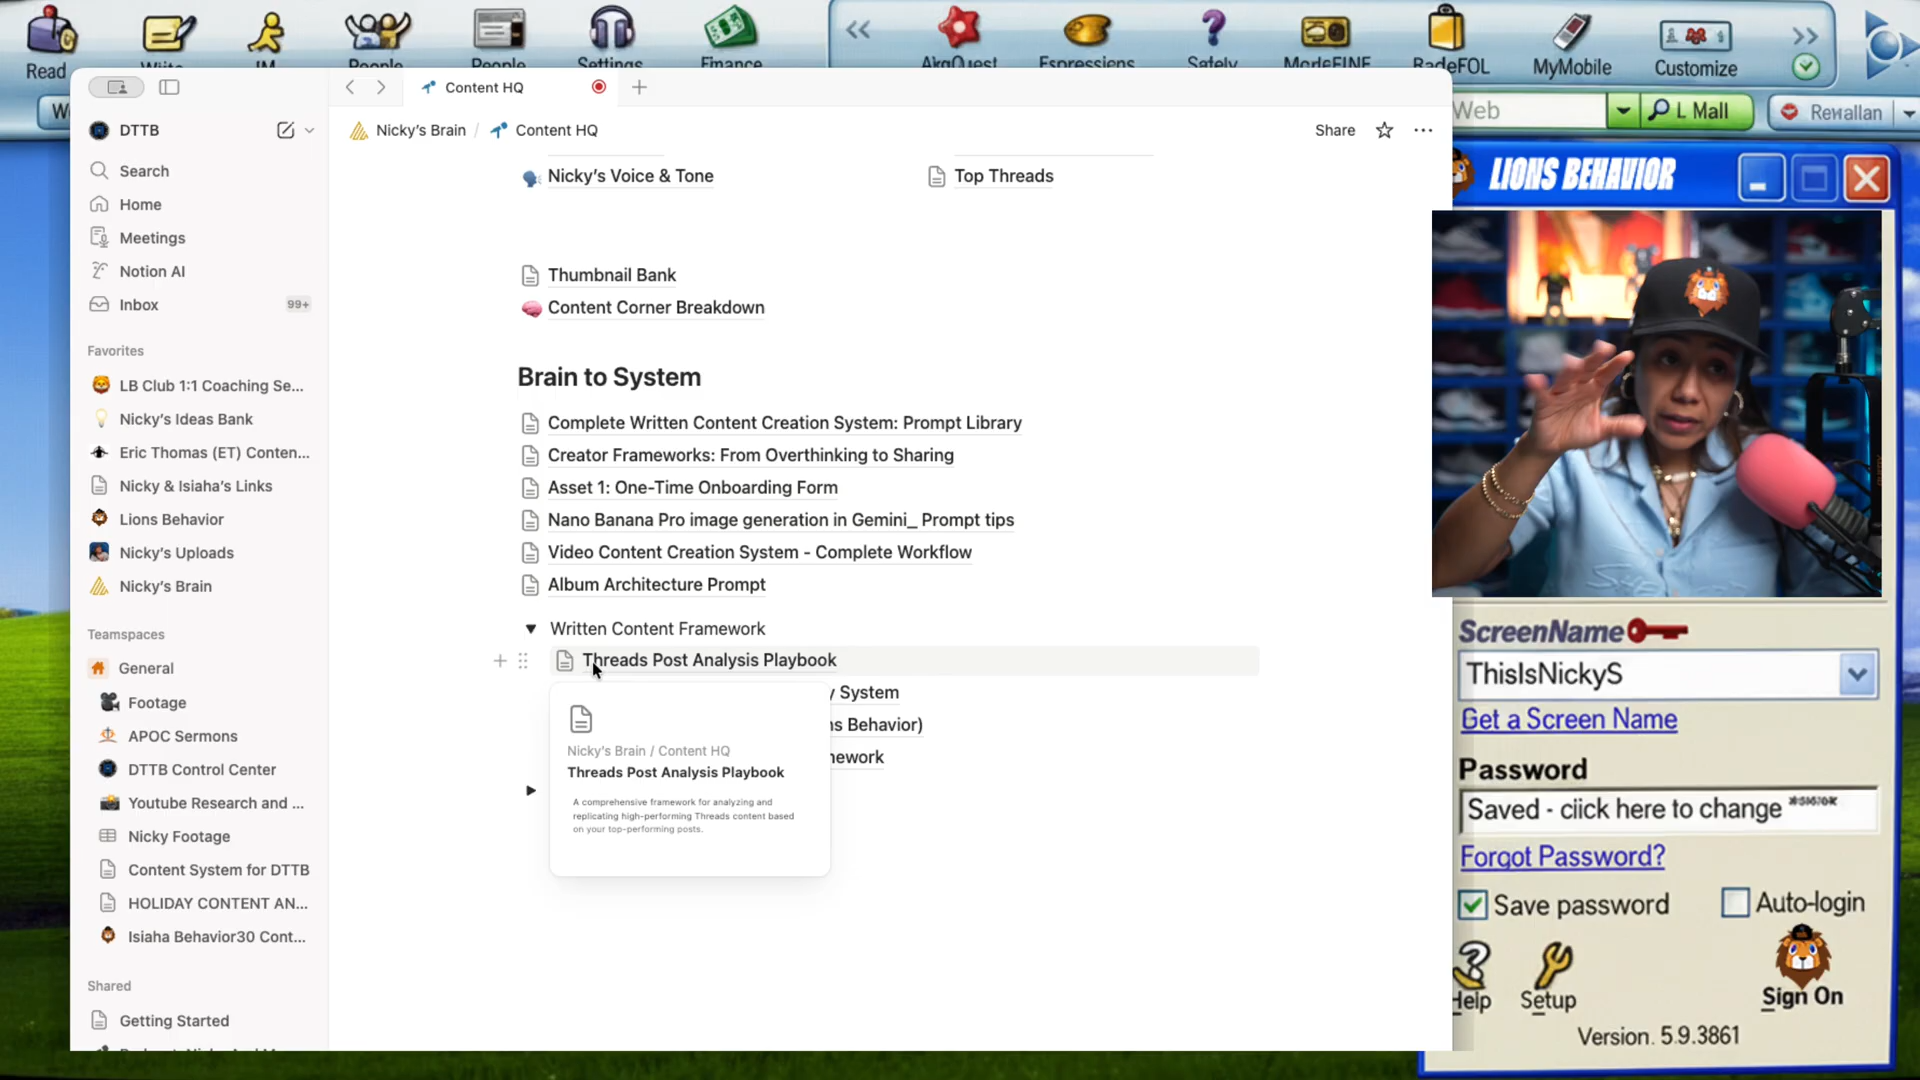 Read
IM
People
People
Settings
Finance
Safely
RadeFOL
MyMobile
Customize
Web
L Mall
Rewallan
LIONS BEHAVIOR
Content HQ
DTTB
Nicky's Brain / Content HQ
Share
Search
Home
Meetings
Notion AI
Inbox
99+
Favorites
LB Club 1:1 Coaching Se...
Nicky's Ideas Bank
Eric Thomas (ET) Conten...
Nicky & Isiaha's Links
Lions Behavior
Nicky's Uploads
Nicky's Brain
Teamspaces
General
Footage
APOC Sermons
DTTB Control Center
Youtube Research and ...
Nicky Footage
Content System for DTTB
HOLIDAY CONTENT AN...
Isiaha Behavior30 Cont...
Shared
Getting Started
Nicky's Voice & Tone
Top Threads
Thumbnail Bank
Content Corner Breakdown
Brain to System
Complete Written Content Creation System: Prompt Library
Creator Frameworks: From Overthinking to Sharing
Asset 1: One-Time Onboarding Form
Nano Banana Pro image generation in Gemini_ Prompt tips
Video Content Creation System - Complete Workflow
Album Architecture Prompt
Written Content Framework
Threads Post Analysis Playbook
y System
ns Behavior)
nework
Nicky's Brain / Content HQ
Threads Post Analysis Playbook
A comprehensive framework for analyzing and
replicating high-performing Threads content based
on your top-performing posts.
ScreenName
ThisIsNickyS
Get a Screen Name
Password
Saved - ciick here to change
Forgot Password?
Save password
Auto-login
Help
Setup
Sign On
Version. 5.9.3861